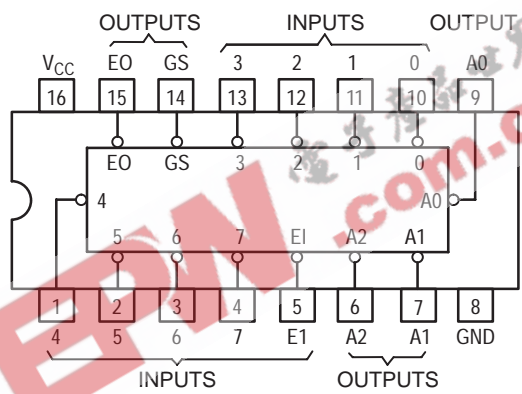 OUTPUTS INPUTS OUTPUT
VCC EO GS 3 2 1 0 A0
16 15 14 13 12 11 10 9
EO GS 3 2 1 0
4 A0
5 6 7 EI A2 A1
1 2 3 4 5 6 7 8
4 5 6 7 E1 A2 A1 GND
INPUTS OUTPUTS
EPW
.com.